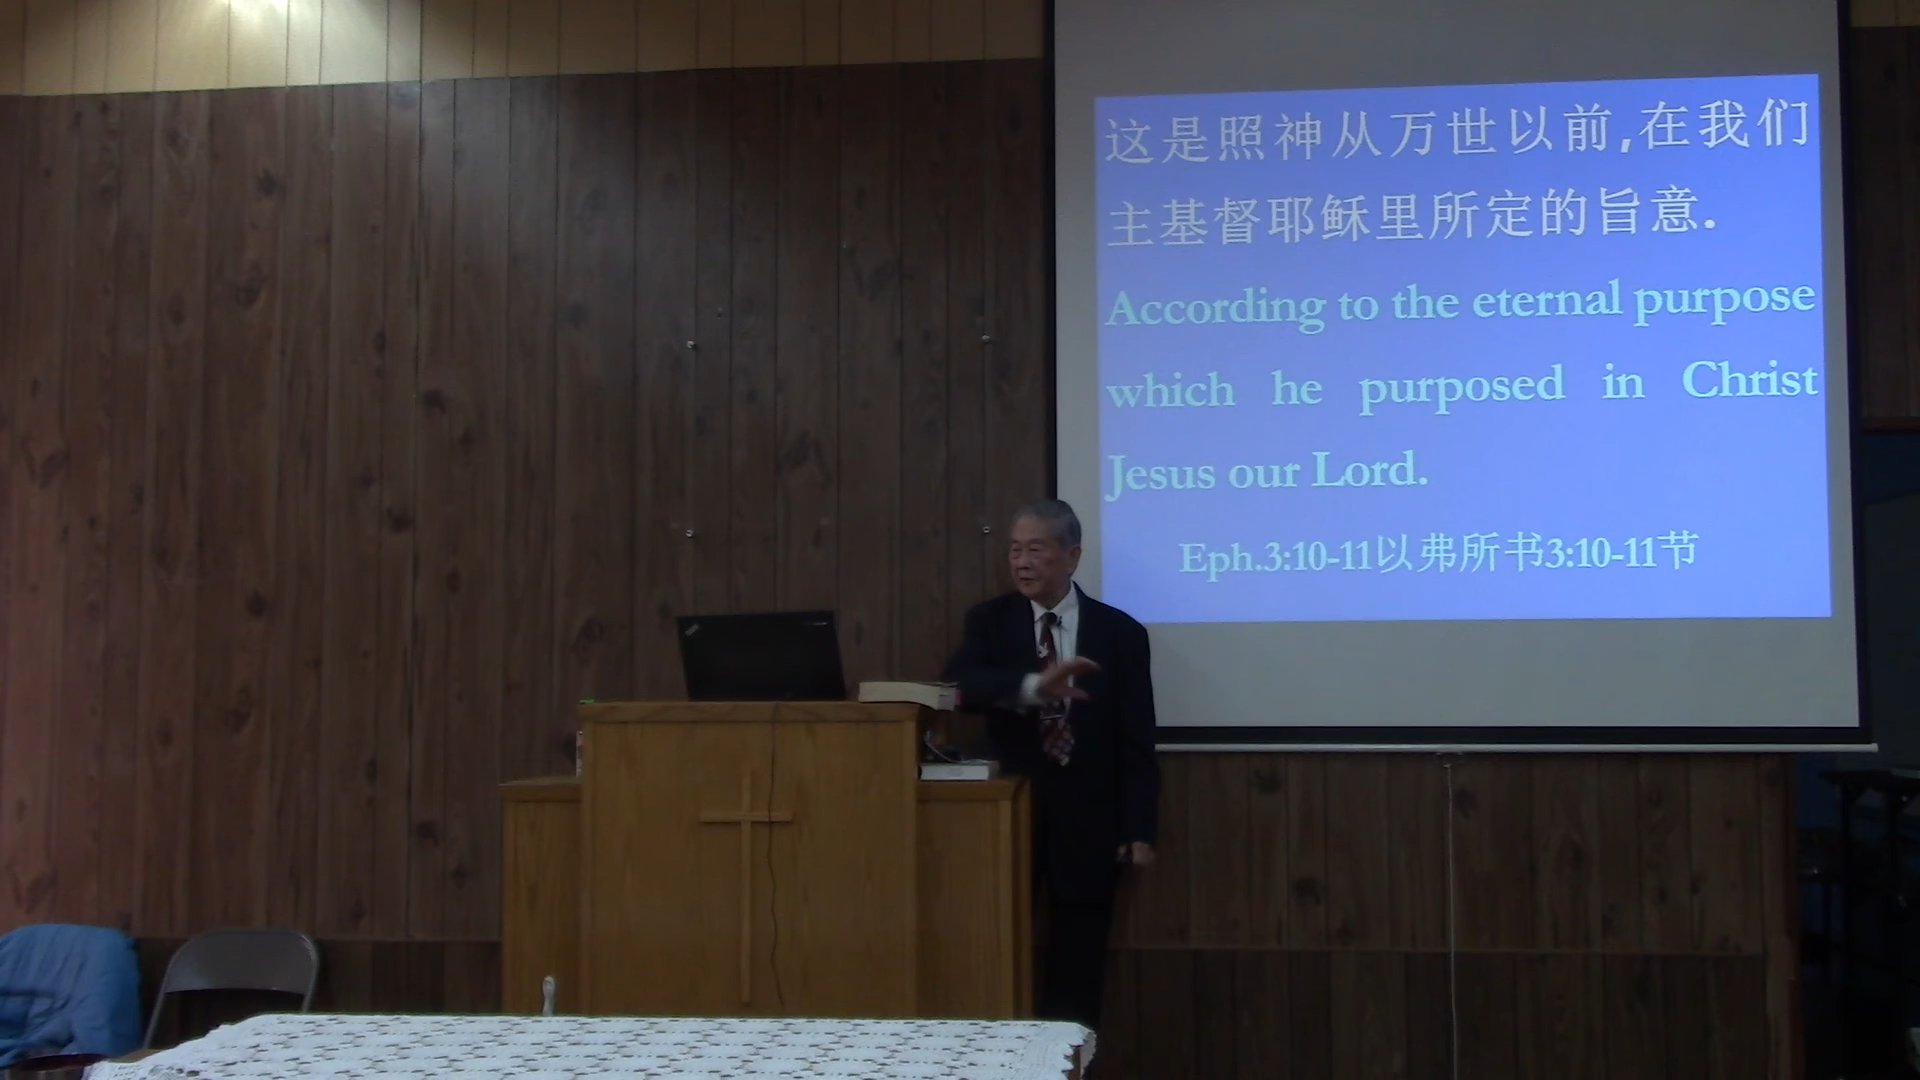 这是照神从万世以前,在我们
主基督耶稣里所定的旨意.
According to the eternal purpose
which he purposed in Christ
Jesus our Lord.
Eph.3:10-11以弗所书3:10-11节